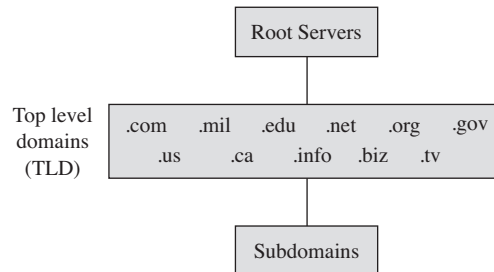 Root Servers
Top level
domains
(TLD)
.com .mil .edu .net .org .gov
.us .ca .info .biz .tv
Subdomains